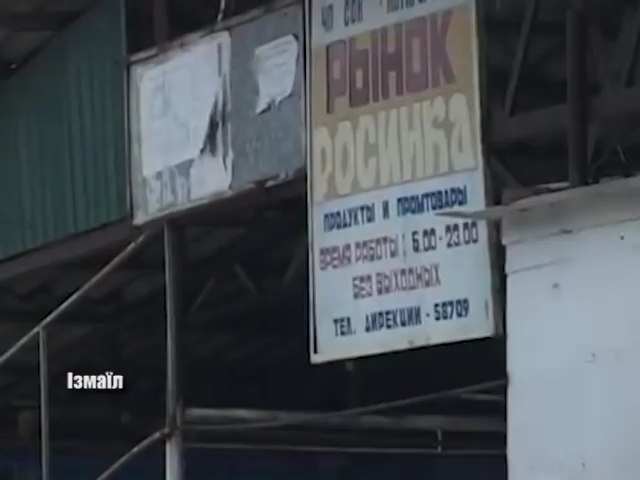 РЫНОК
РОСИНКА
ПРОДУКТЫ И ПРОМТОВАРЫ
ВРЕМЯ РАБОТЫ: 6.00-23.00
БЕЗ ВЫХОДНЫХ
ТЕЛ. ДИРЕКЦИИ - 56709
Ізмаїл